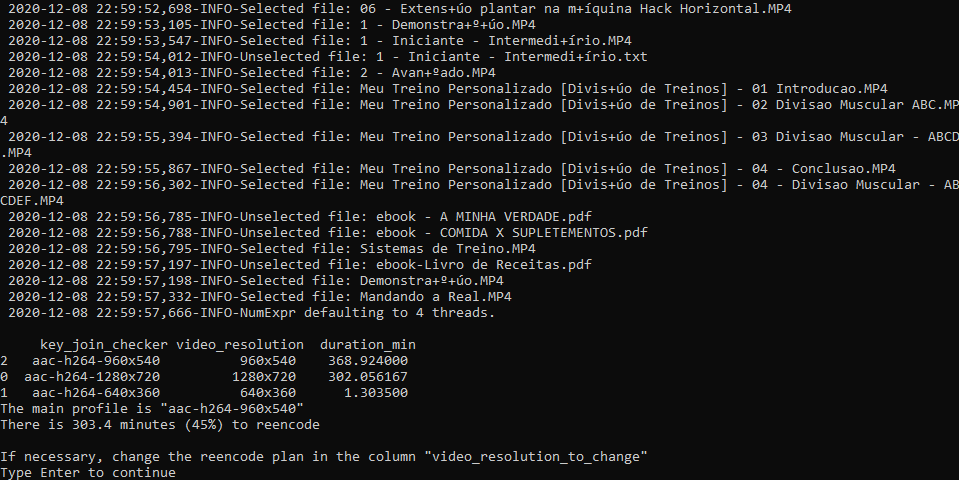 2020-12-08 22:59:52,698-INFO-Selected file: 06 - Extens+úo plantar na m+íquina Hack Horizontal.MP4
2020-12-08 22:59:53,105-INFO-Selected file: 1 - Demonstra+º+úo.MP4
2020-12-08 22:59:53,547-INFO-Selected file: 1 - Iniciante - Intermedi+írio.MP4
2020-12-08 22:59:54,012-INFO-Unselected file: 1 - Iniciante - Intermedi+írio.txt
2020-12-08 22:59:54,013-INFO-Selected file: 2 - Avan+ºado.MP4
2020-12-08 22:59:54,454-INFO-Selected file: Meu Treino Personalizado [Divis+úo de Treinos] - 01 Introducao.MP4
2020-12-08 22:59:54,901-INFO-Selected file: Meu Treino Personalizado [Divis+úo de Treinos] - 02 Divisao Muscular ABC.MP
4
2020-12-08 22:59:55,394-INFO-Selected file: Meu Treino Personalizado [Divis+úo de Treinos] - 03 Divisao Muscular - ABCD
.MP4
2020-12-08 22:59:55,867-INFO-Selected file: Meu Treino Personalizado [Divis+úo de Treinos] - 04 - Conclusao.MP4
2020-12-08 22:59:56,302-INFO-Selected file: Meu Treino Personalizado [Divis+úo de Treinos] - 04 - Divisao Muscular - AB
CDEF.MP4
2020-12-08 22:59:56,785-INFO-Unselected file: ebook - A MINHA VERDADE.pdf
2020-12-08 22:59:56,788-INFO-Unselected file: ebook - COMIDA X SUPLETEMENTOS.pdf
2020-12-08 22:59:56,795-INFO-Selected file: Sistemas de Treino.MP4
2020-12-08 22:59:57,197-INFO-Unselected file: ebook-Livro de Receitas.pdf
2020-12-08 22:59:57,198-INFO-Selected file: Demonstra+º+úo.MP4
2020-12-08 22:59:57,332-INFO-Selected file: Mandando a Real.MP4
2020-12-08 22:59:57,666-INFO-NumExpr defaulting to 4 threads.
key_join_checker video_resolution duration_min
2 aac-h264-960x540 960x540 368.924000
0 aac-h264-1280x720 1280x720 302.056167
1 aac-h264-640x360 640x360 1.303500
The main profile is "aac-h264-960x540"
There is 303.4 minutes (45%) to reencode
If necessary, change the reencode plan in the column "video_resolution_to_change"
Type Enter to continue